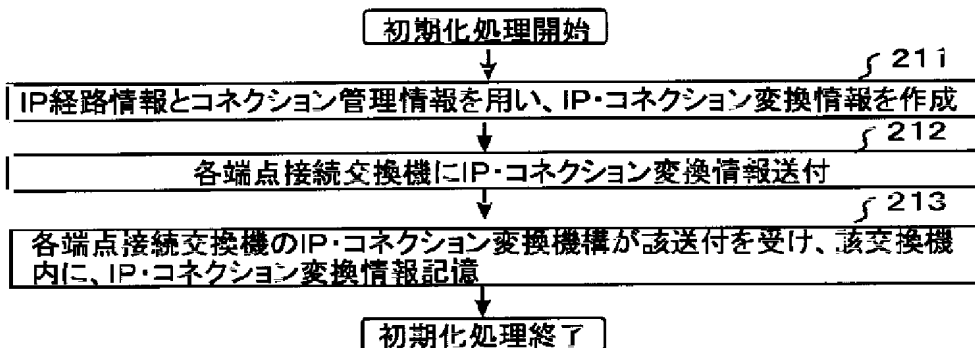 初期化処理開始
211
IP経路情報とコネクション管理情報を用い、IP・コネクション変換情報を作成
212
各端点接続交換機にIP・コネクション変換情報送付
213
各端点接続交換機のIP・コネクション変換機構が該送付を受け、該交換機
内に、IP・コネクション変換情報記憶
初期化処理終了